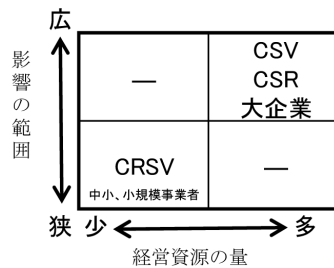 広
影響の範囲
—
CSV
CSR
大企業
CRSV
中小、小規模事業者
—
狭 少 多
経営資源の量